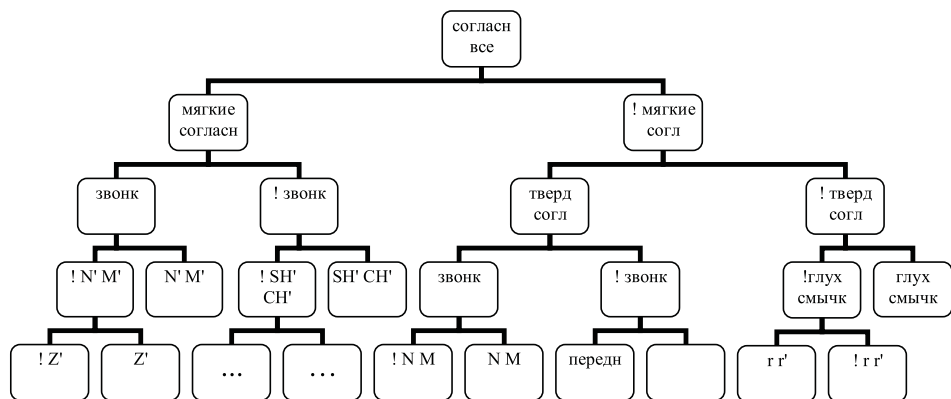 согласн
все
мягкие
согласн
! мягкие
согл
звонк
! звонк
тверд
согл
! тверд
согл
! N' M'
N' M'
! SH'
CH'
SH' CH'
звонк
! звонк
!глух
смычк
глух
смычк
! Z'
Z'
...
...
! N M
N M
передн
r r'
! r r'